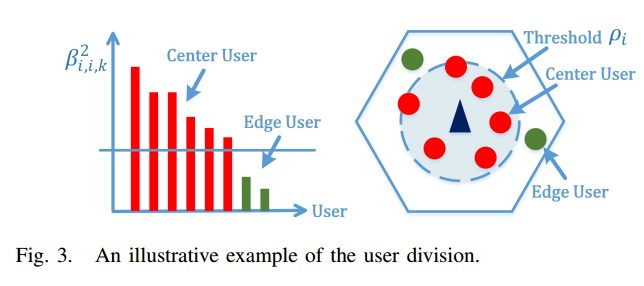 β²i,i,k
Center User
Edge User
User
Threshold ρi
Center User
Edge User
Fig. 3. An illustrative example of the user division.